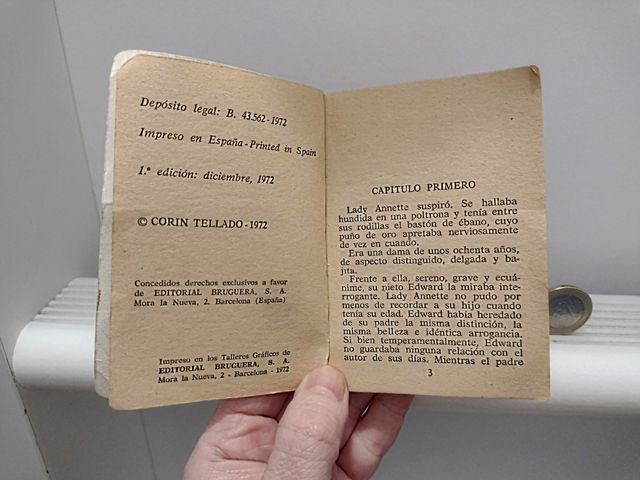 Depósito legal: B. 43.562-1972
Impreso en España - Printed in Spain
1.ª edición: diciembre, 1972
© CORIN TELLADO - 1972
Concedidos derechos exclusivos a favor
de EDITORIAL BRUGUERA, S. A.
Mora la Nueva, 2. Barcelona (España)
Impreso en los Talleres Gráficos de
EDITORIAL BRUGUERA, S. A.
Mora la Nueva, 2 - Barcelona - 1972
CAPITULO PRIMERO
Lady Annette suspiró. Se hallaba
hundida en una poltrona y tenía entre
sus rodillas el bastón de ébano, cuyo
puño de oro apretaba nerviosamente
de vez en cuando.
Era una dama de unos ochenta años,
de aspecto distinguido, delgada y ba-
jita.
Frente a ella, sereno, grave y ecuá-
nime, su nieto Edward la miraba inte-
rrogante. Lady Annette no pudo por
menos de recordar a su hijo cuando
tenía su edad. Edward había heredado
de su padre la misma distinción, la
misma belleza e idéntica arrogancia.
Si bien temperamentalmente, Edward
no guardaba ninguna relación con el
autor de sus días. Mientras el padre
3